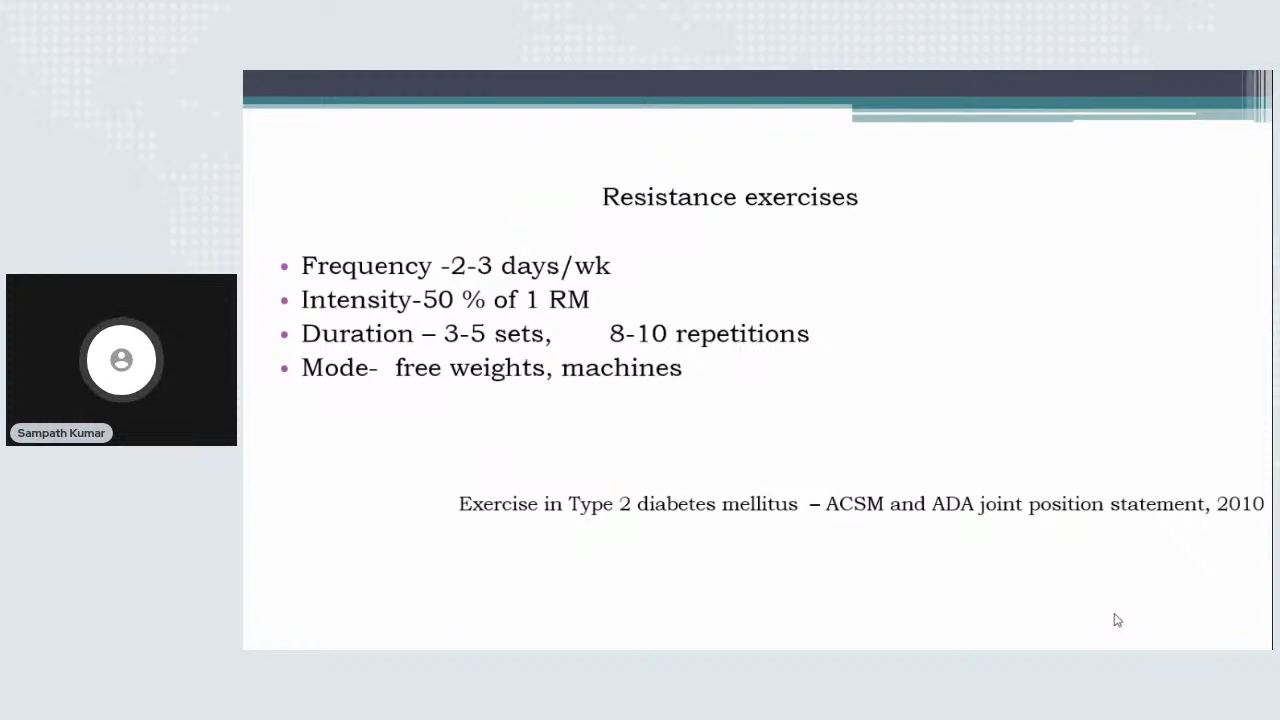 Resistance exercises
• Frequency -2-3 days/wk
• Intensity-50 % of 1 RM
• Duration – 3-5 sets, 8-10 repetitions
• Mode- free weights, machines
Exercise in Type 2 diabetes mellitus – ACSM and ADA joint position statement, 2010
Sampath Kumar